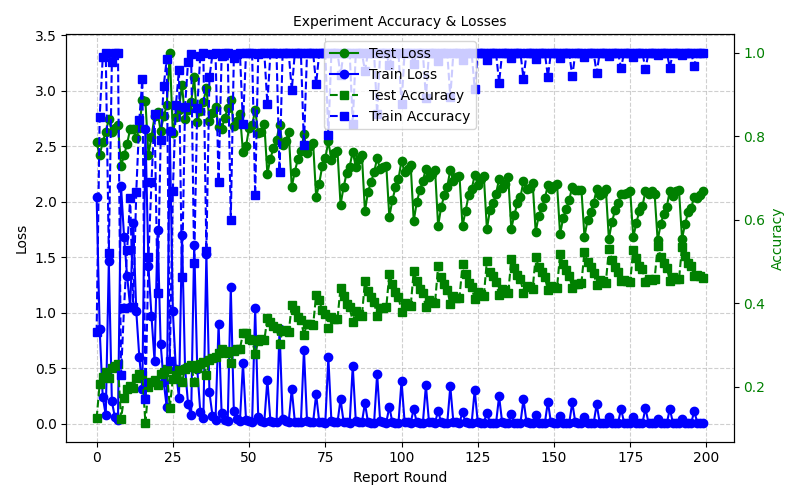 Experiment Accuracy & Losses
3.5
3.0
2.5
2.0
1.5
1.0
0.5
0.0
Loss
Test Loss
Train Loss
Test Accuracy
Train Accuracy
1.0
0.8
0.6
0.4
0.2
Accuracy
0 25 50 75 100 125 150 175 200
Report Round